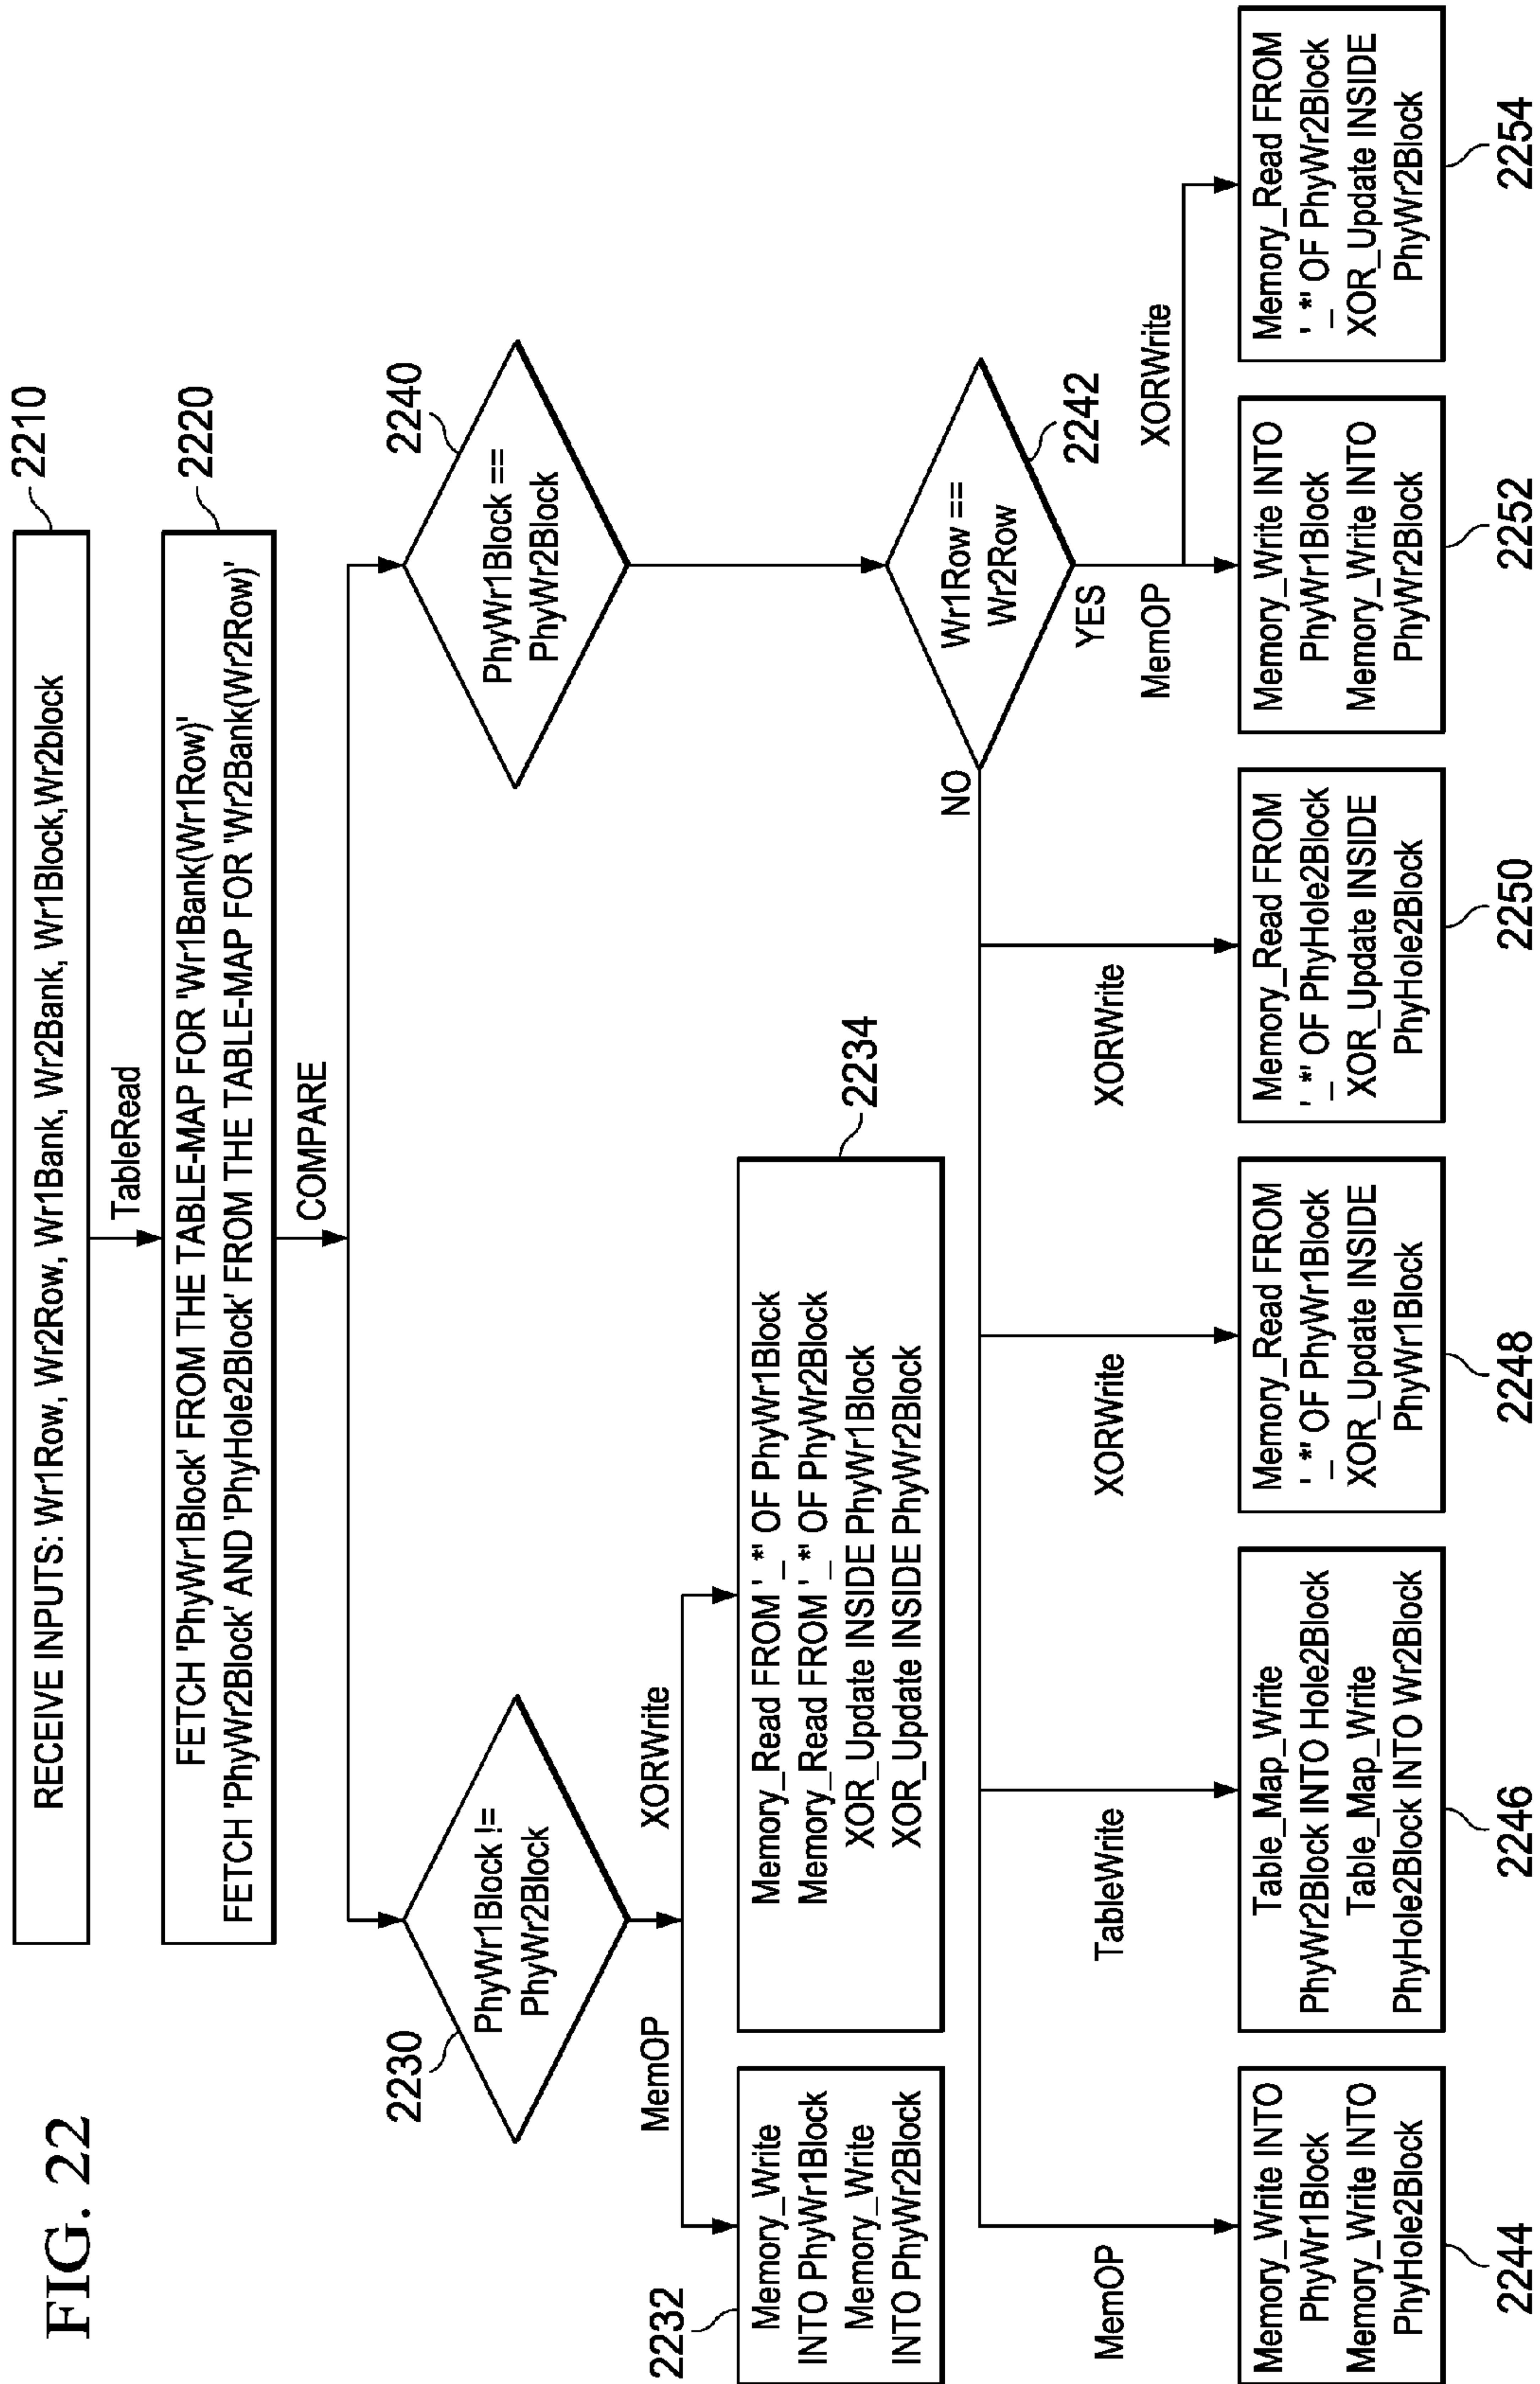 FIG. 22
RECEIVE INPUTS: Wr1Row, Wr2Row, Wr1Bank, Wr2Bank, Wr1Block,Wr2block
2210
TableRead
FETCH 'PhyWr1Block' FROM THE TABLE-MAP FOR 'Wr1Bank(Wr1Row)'
FETCH 'PhyWr2Block' AND 'PhyHole2Block' FROM THE TABLE-MAP FOR 'Wr2Bank(Wr2Row)'
2220
COMPARE
2230
PhyWr1Block !=
PhyWr2Block
2240
PhyWr1Block ==
PhyWr2Block
MemOP
XORWrite
2232
Memory_Write
INTO PhyWr1Block
Memory_Write
INTO PhyWr2Block
Memory_Read FROM '_*' OF PhyWr1Block
Memory_Read FROM '_*' OF PhyWr2Block
XOR_Update INSIDE PhyWr1Block
XOR_Update INSIDE PhyWr2Block
2234
Wr1Row ==
Wr2Row
2242
NO
YES
MemOP
TableWrite
XORWrite
XORWrite
MemOP
XORWrite
Memory_Write INTO
PhyWr1Block
Memory_Write INTO
PhyHole2Block
2244
Table_Map_Write
PhyWr2Block INTO Hole2Block
Table_Map_Write
PhyHole2Block INTO Wr2Block
2246
Memory_Read FROM
'_*' OF PhyWr1Block
XOR_Update INSIDE
PhyWr1Block
2248
Memory_Read FROM
'_*' OF PhyHole2Block
XOR_Update INSIDE
PhyHole2Block
2250
Memory_Write INTO
PhyWr1Block
Memory_Write INTO
PhyWr2Block
2252
Memory_Read FROM
'_*' OF PhyWr2Block
XOR_Update INSIDE
PhyWr2Block
2254